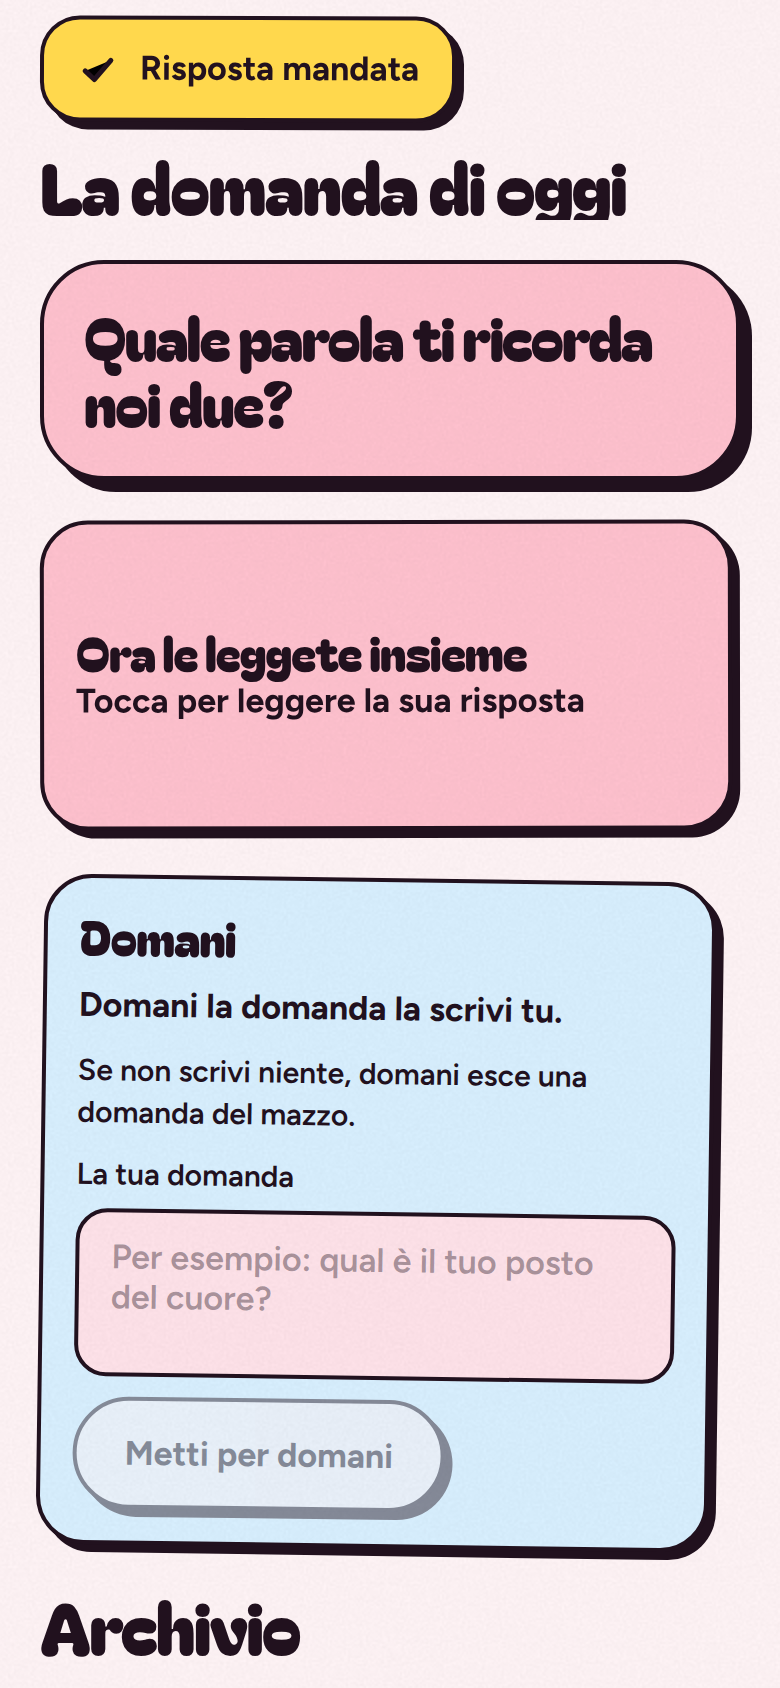 Risposta mandata
La domanda di oggi
Quale parola ti ricorda
noi due?
Ora le leggete insieme
Tocca per leggere la sua risposta
Domani
Domani la domanda la scrivi tu.
Se non scrivi niente, domani esce una
domanda del mazzo.
La tua domanda
Per esempio: qual è il tuo posto
del cuore?
Metti per domani
Archivio